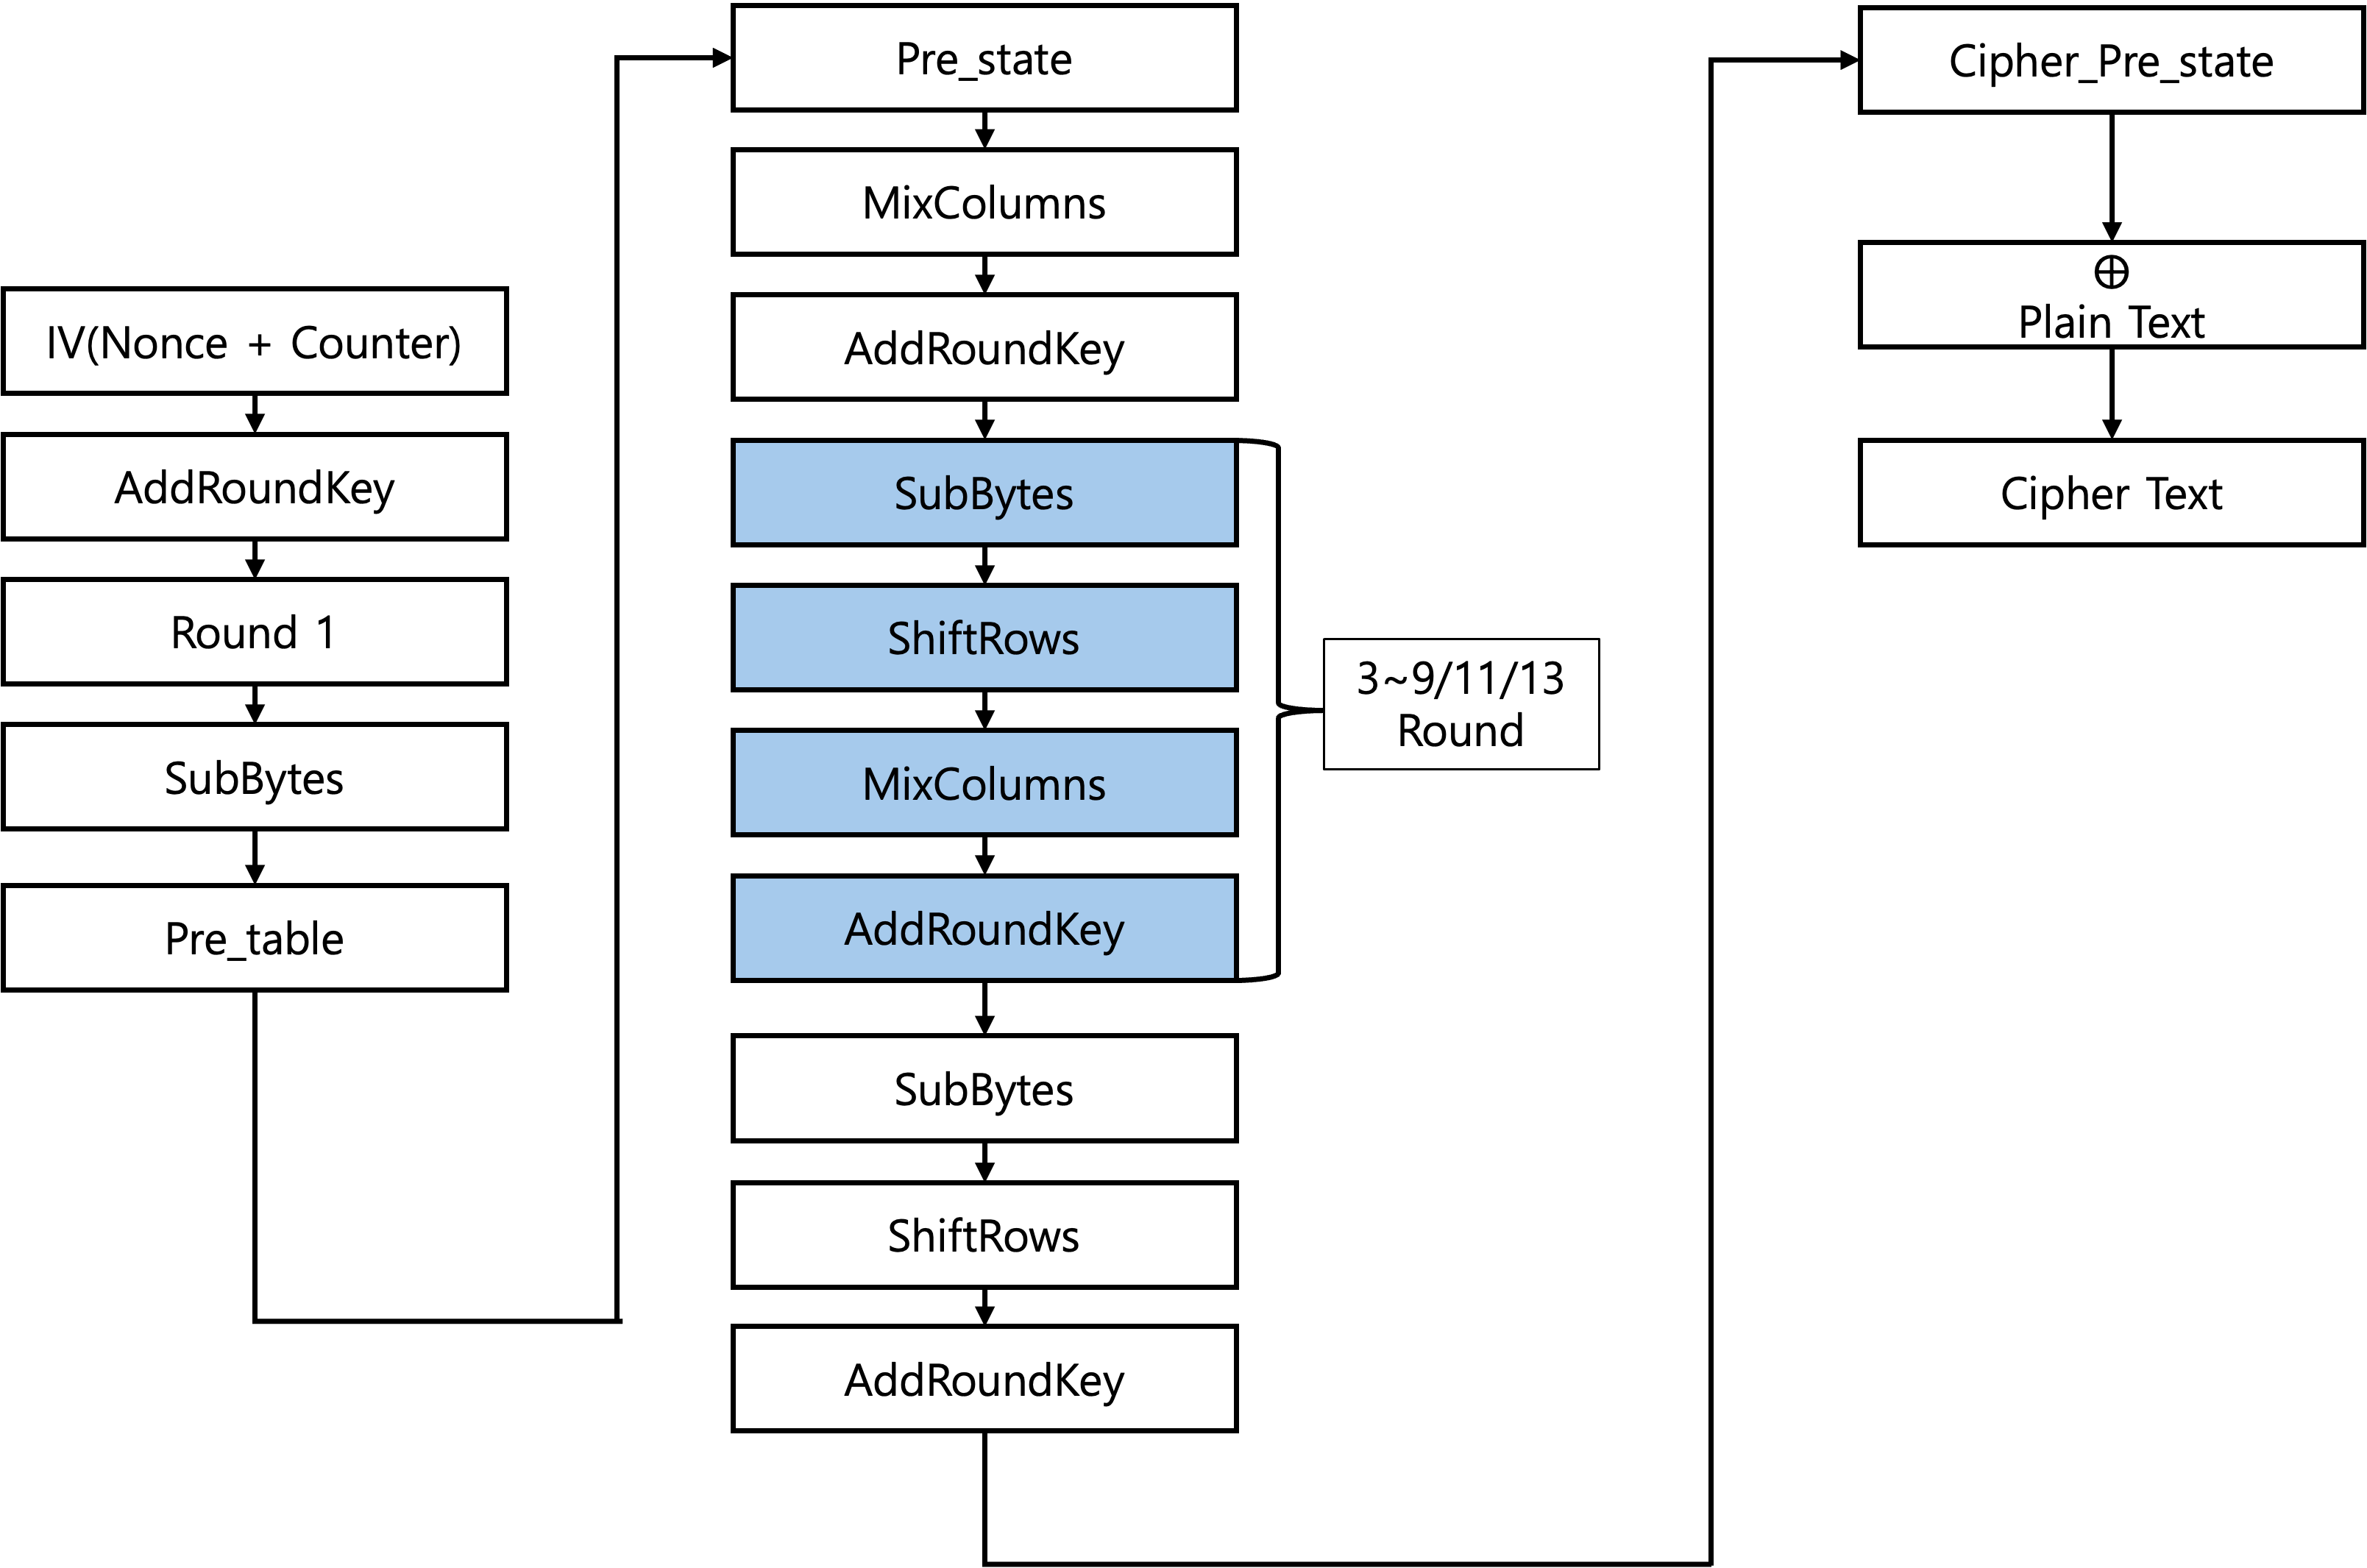 IV(Nonce + Counter)
AddRoundKey
Round 1
SubBytes
Pre_table
Pre_state
MixColumns
AddRoundKey
SubBytes
ShiftRows
MixColumns
AddRoundKey
3~9/11/13
Round
SubBytes
ShiftRows
AddRoundKey
Cipher_Pre_state
⊕
Plain Text
Cipher Text